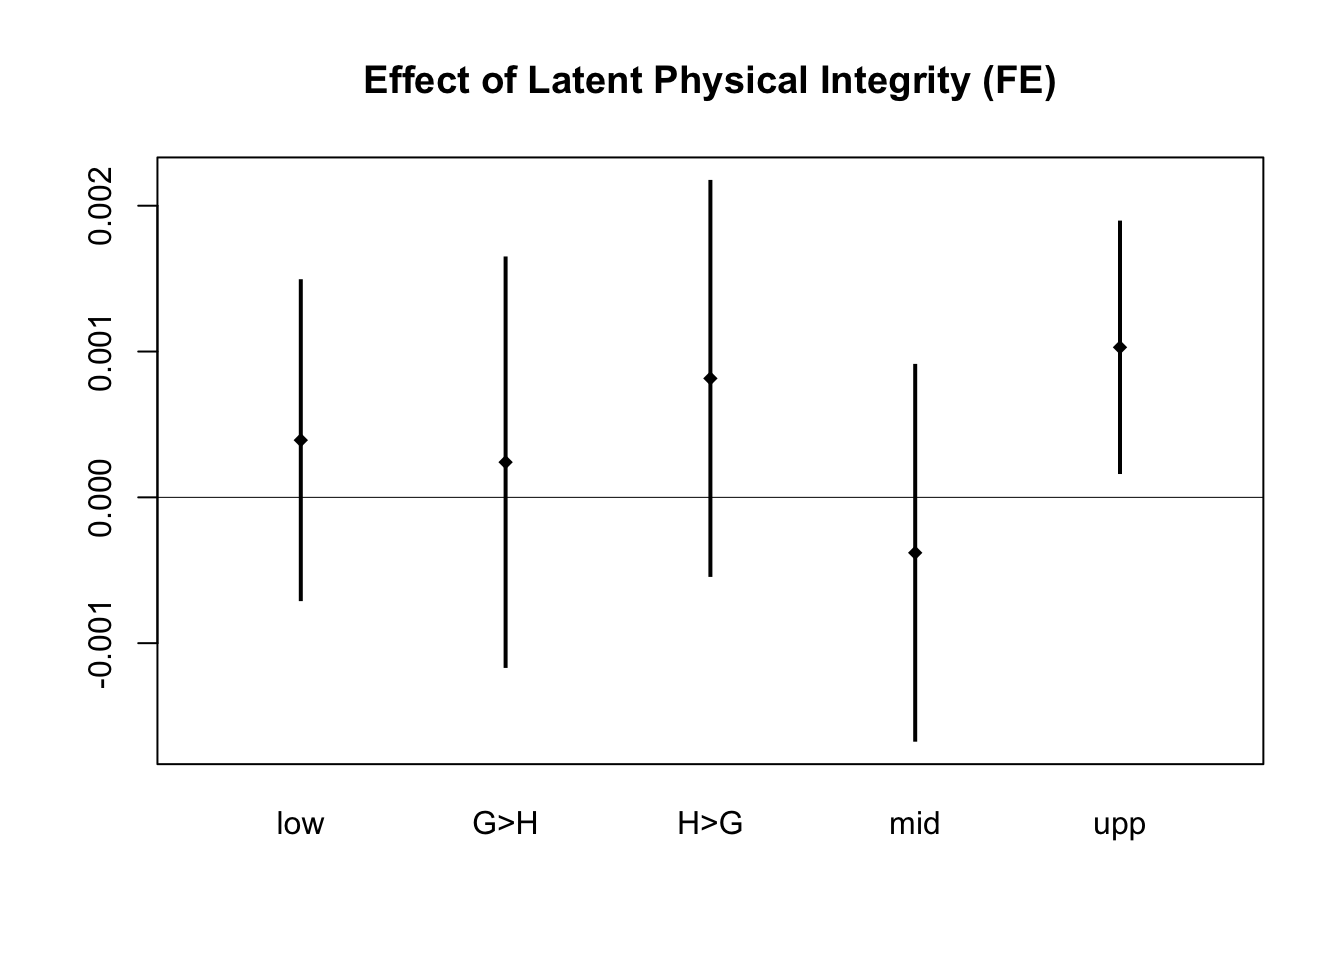 Effect of Latent Physical Integrity (FE)
0.002
0.001
0.000
-0.001
low G>H H>G mid upp